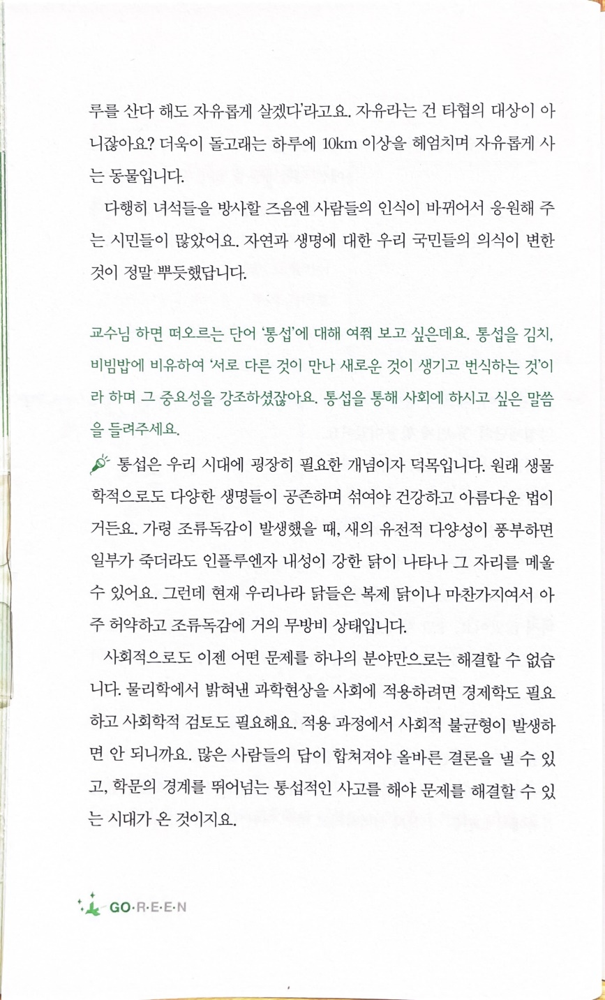 루를 산다 해도 자유롭게 살겠다’라고요. 자유라는 건 타협의 대상이 아
니잖아요? 더욱이 돌고래는 하루에 10km 이상을 헤엄치며 자유롭게 사
는 동물입니다.
다행히 녀석들을 방사할 즈음엔 사람들의 인식이 바뀌어서 응원해 주
는 시민들이 많았어요. 자연과 생명에 대한 우리 국민들의 의식이 변한
것이 정말 뿌듯했답니다.
교수님 하면 떠오르는 단어 ‘통섭’에 대해 여쭤 보고 싶은데요. 통섭을 김치,
비빔밥에 비유하여 ‘서로 다른 것이 만나 새로운 것이 생기고 번식하는 것’이
라 하며 그 중요성을 강조하셨잖아요. 통섭을 통해 사회에 하시고 싶은 말씀
을 들려주세요.
통섭은 우리 시대에 굉장히 필요한 개념이자 덕목입니다. 원래 생물
학적으로도 다양한 생명들이 공존하며 섞여야 건강하고 아름다운 법이
거든요. 가령 조류독감이 발생했을 때, 새의 유전적 다양성이 풍부하면
일부가 죽더라도 인플루엔자 내성이 강한 닭이 나타나 그 자리를 메울
수 있어요. 그런데 현재 우리나라 닭들은 복제 닭이나 마찬가지여서 아
주 허약하고 조류독감에 거의 무방비 상태입니다.
사회적으로도 이젠 어떤 문제를 하나의 분야만으로는 해결할 수 없습
니다. 물리학에서 밝혀낸 과학현상을 사회에 적용하려면 경제학도 필요
하고 사회학적 검토도 필요해요. 적용 과정에서 사회적 불균형이 발생하
면 안 되니까요. 많은 사람들의 답이 합쳐져야 올바른 결론을 낼 수 있
고, 학문의 경계를 뛰어넘는 통섭적인 사고를 해야 문제를 해결할 수 있
는 시대가 온 것이지요.
GO·R·E·E·N